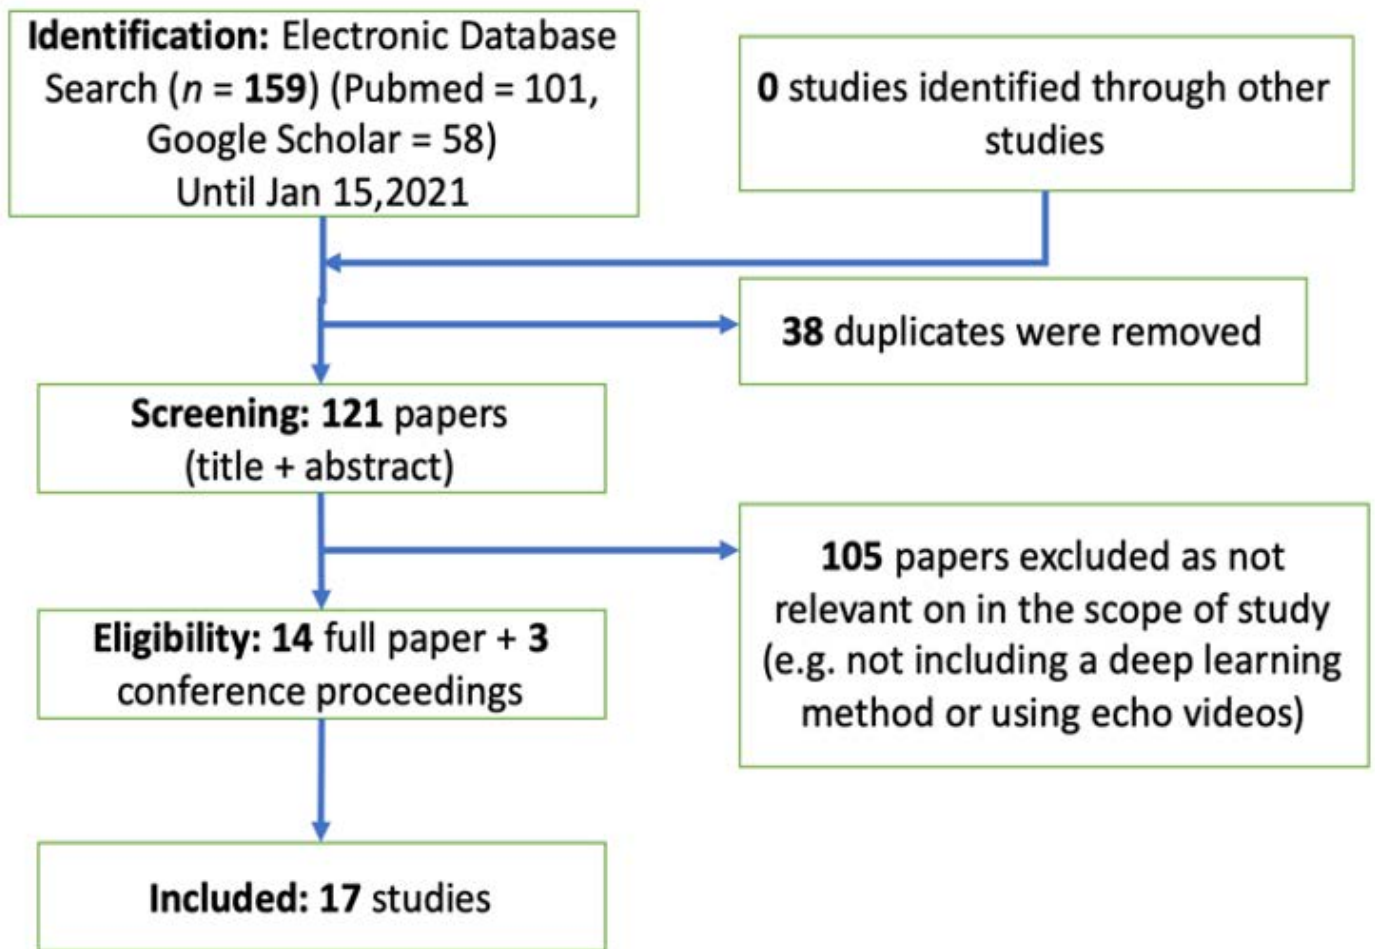 Identification: Electronic Database
Search (n = 159) (Pubmed = 101,
Google Scholar = 58)
Until Jan 15,2021
0 studies identified through other
studies
38 duplicates were removed
Screening: 121 papers
(title + abstract)
105 papers excluded as not
relevant on in the scope of study
(e.g. not including a deep learning
method or using echo videos)
Eligibility: 14 full paper + 3
conference proceedings
Included: 17 studies